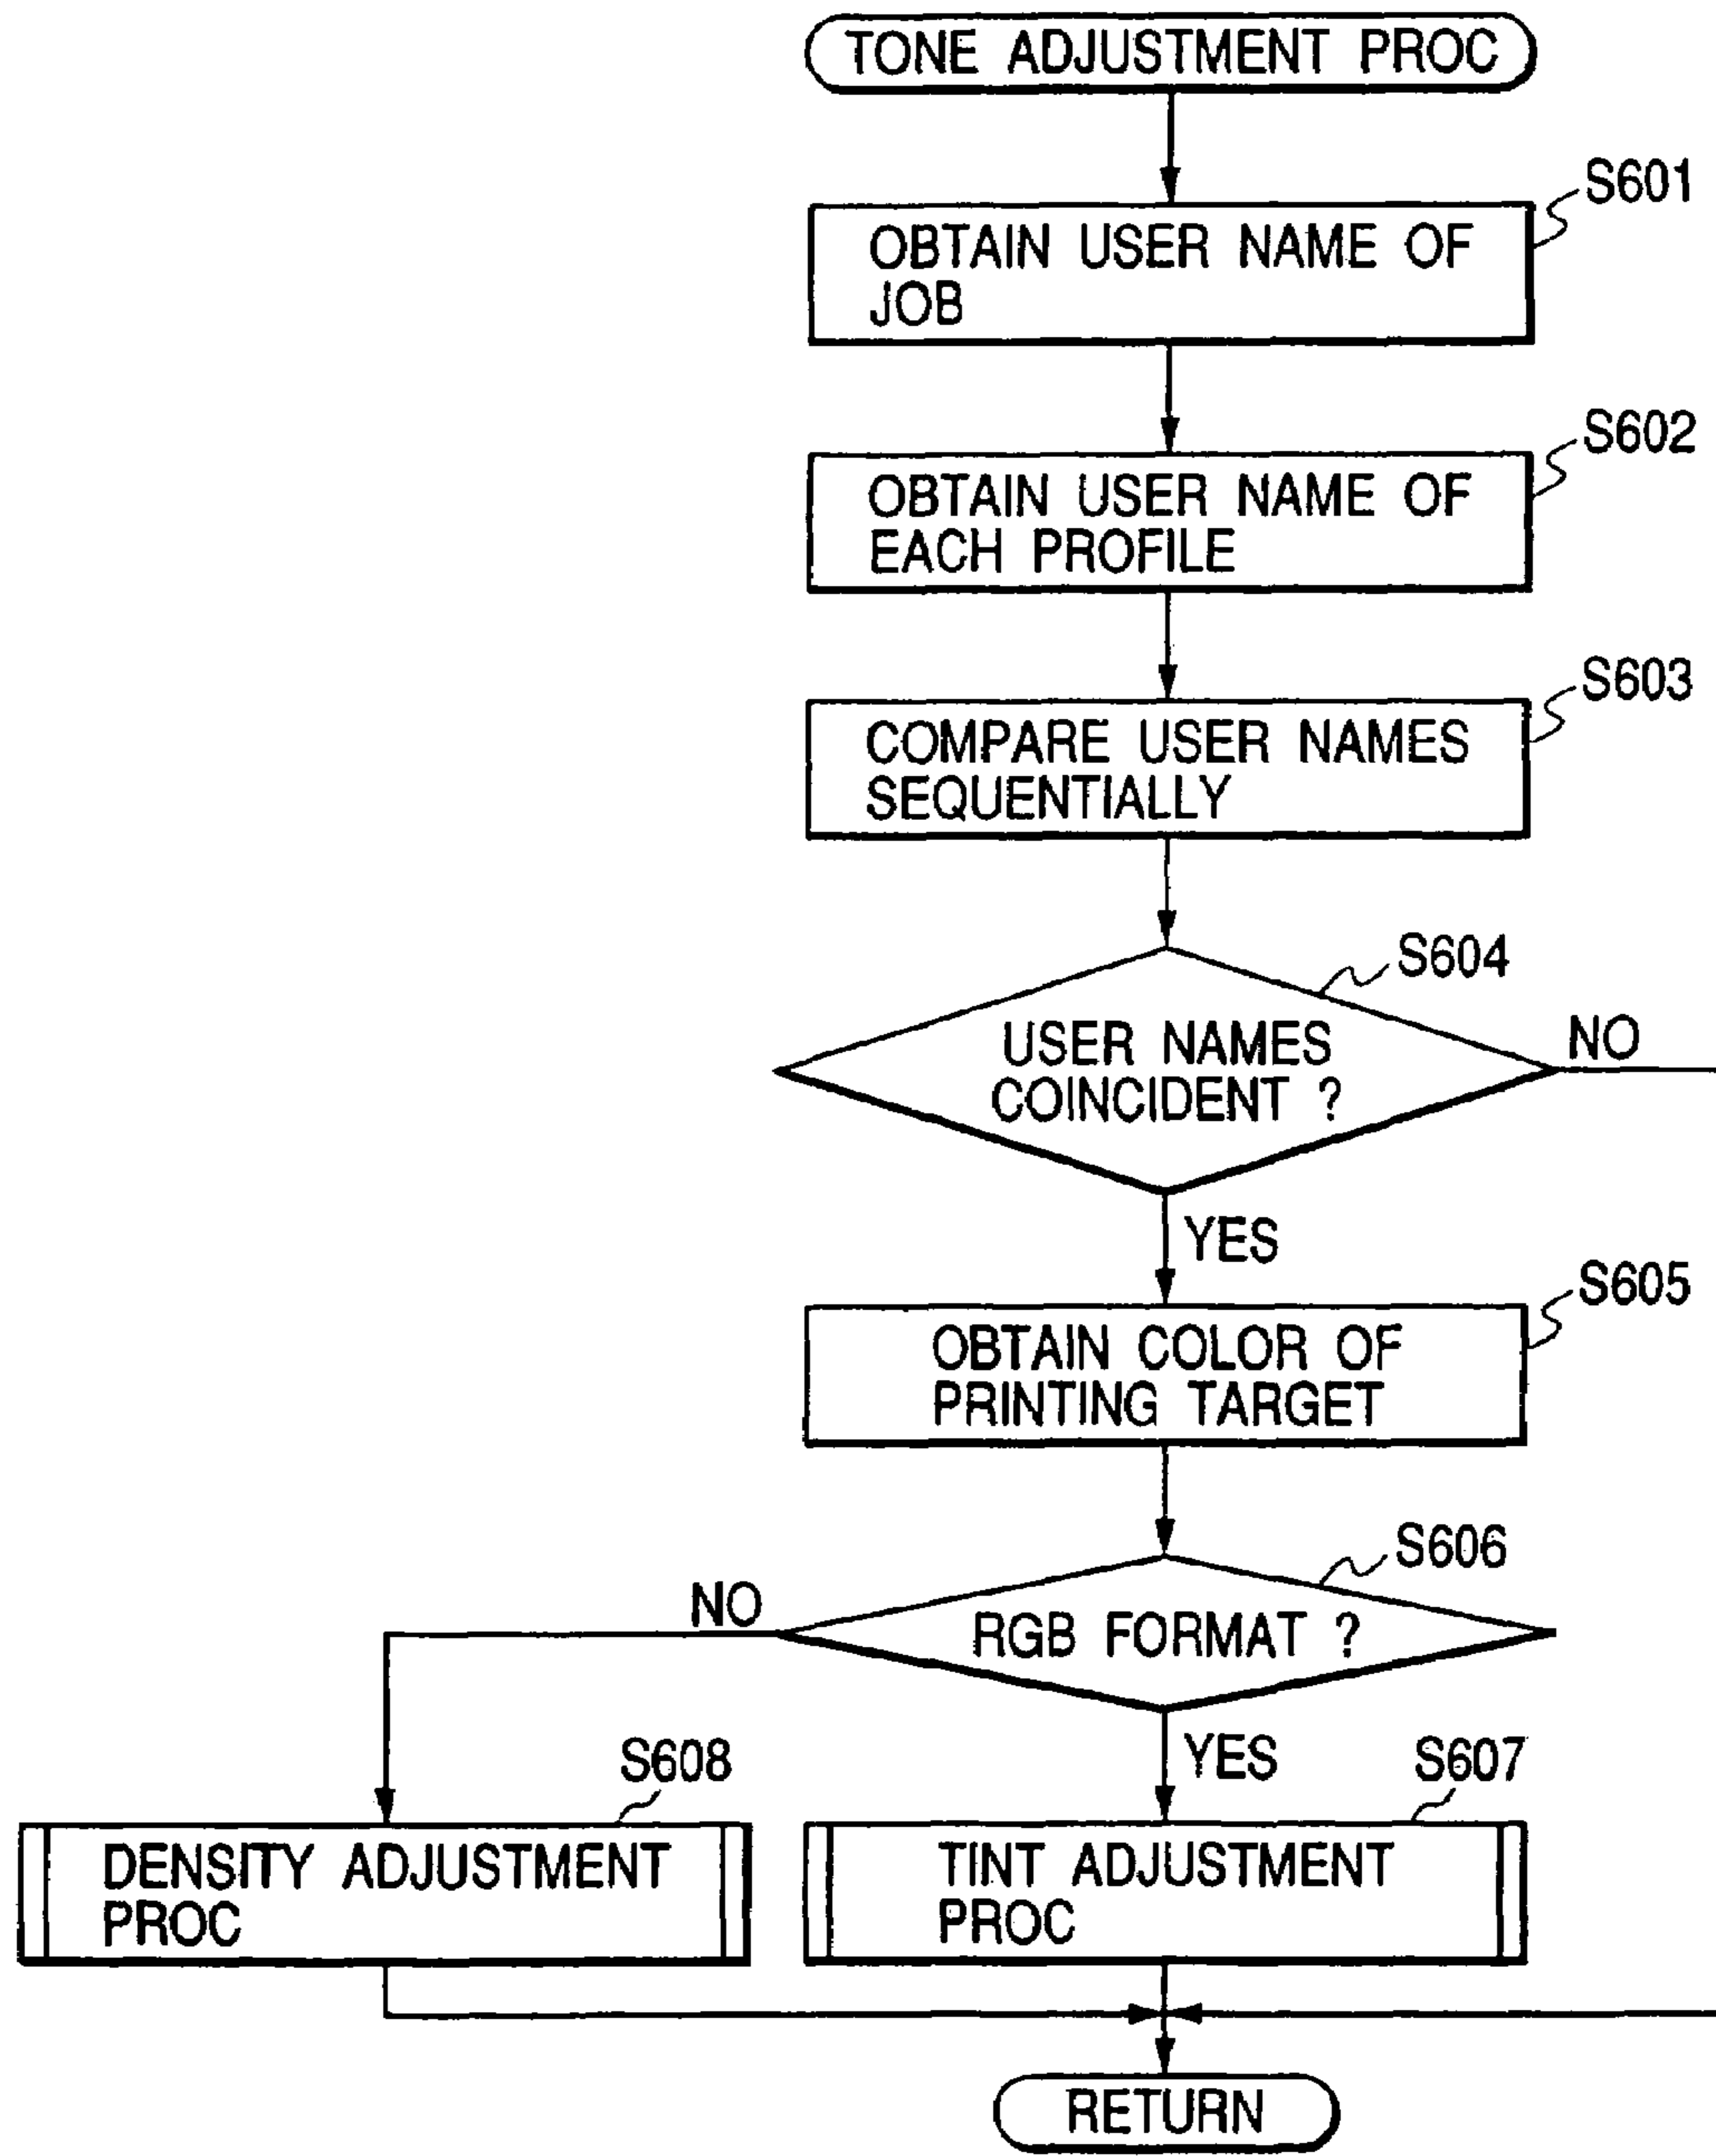 TONE ADJUSTMENT PROC
S601
OBTAIN USER NAME OF
JOB
S602
OBTAIN USER NAME OF
EACH PROFILE
S603
COMPARE USER NAMES
SEQUENTIALLY
S604
USER NAMES
COINCIDENT ?
NO
YES
S605
OBTAIN COLOR OF
PRINTING TARGET
S606
NO
RGB FORMAT ?
YES
S608
S607
DENSITY ADJUSTMENT
PROC
TINT ADJUSTMENT
PROC
RETURN